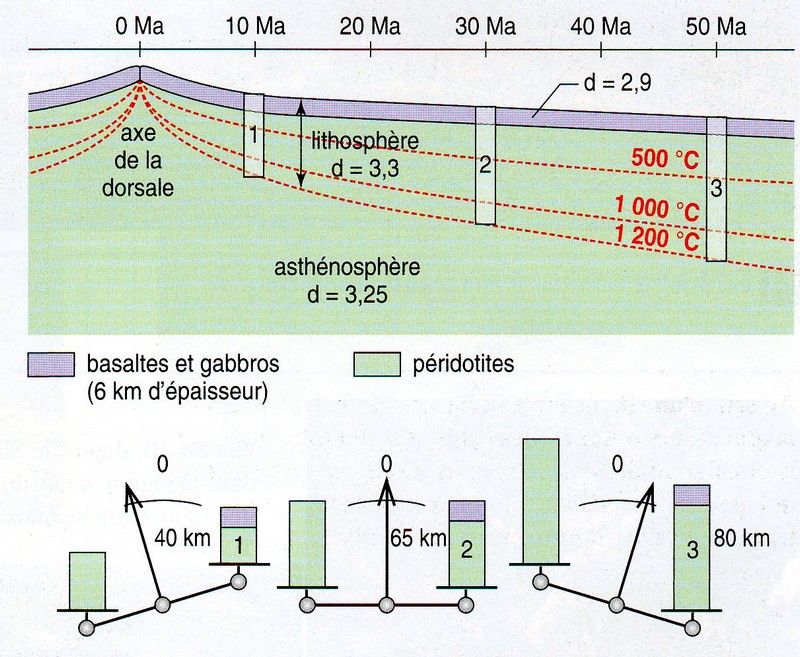 0 Ma 10 Ma 20 Ma 30 Ma 40 Ma 50 Ma
d = 2,9
axe
de la
dorsale
1
lithosphère
d = 3,3
2
3
500 °C
1 000 °C
1 200 °C
asthénosphère
d = 3,25
basaltes et gabbros
(6 km d'épaisseur)
péridotites
0 0 0
40 km 1 65 km 2 3 80 km